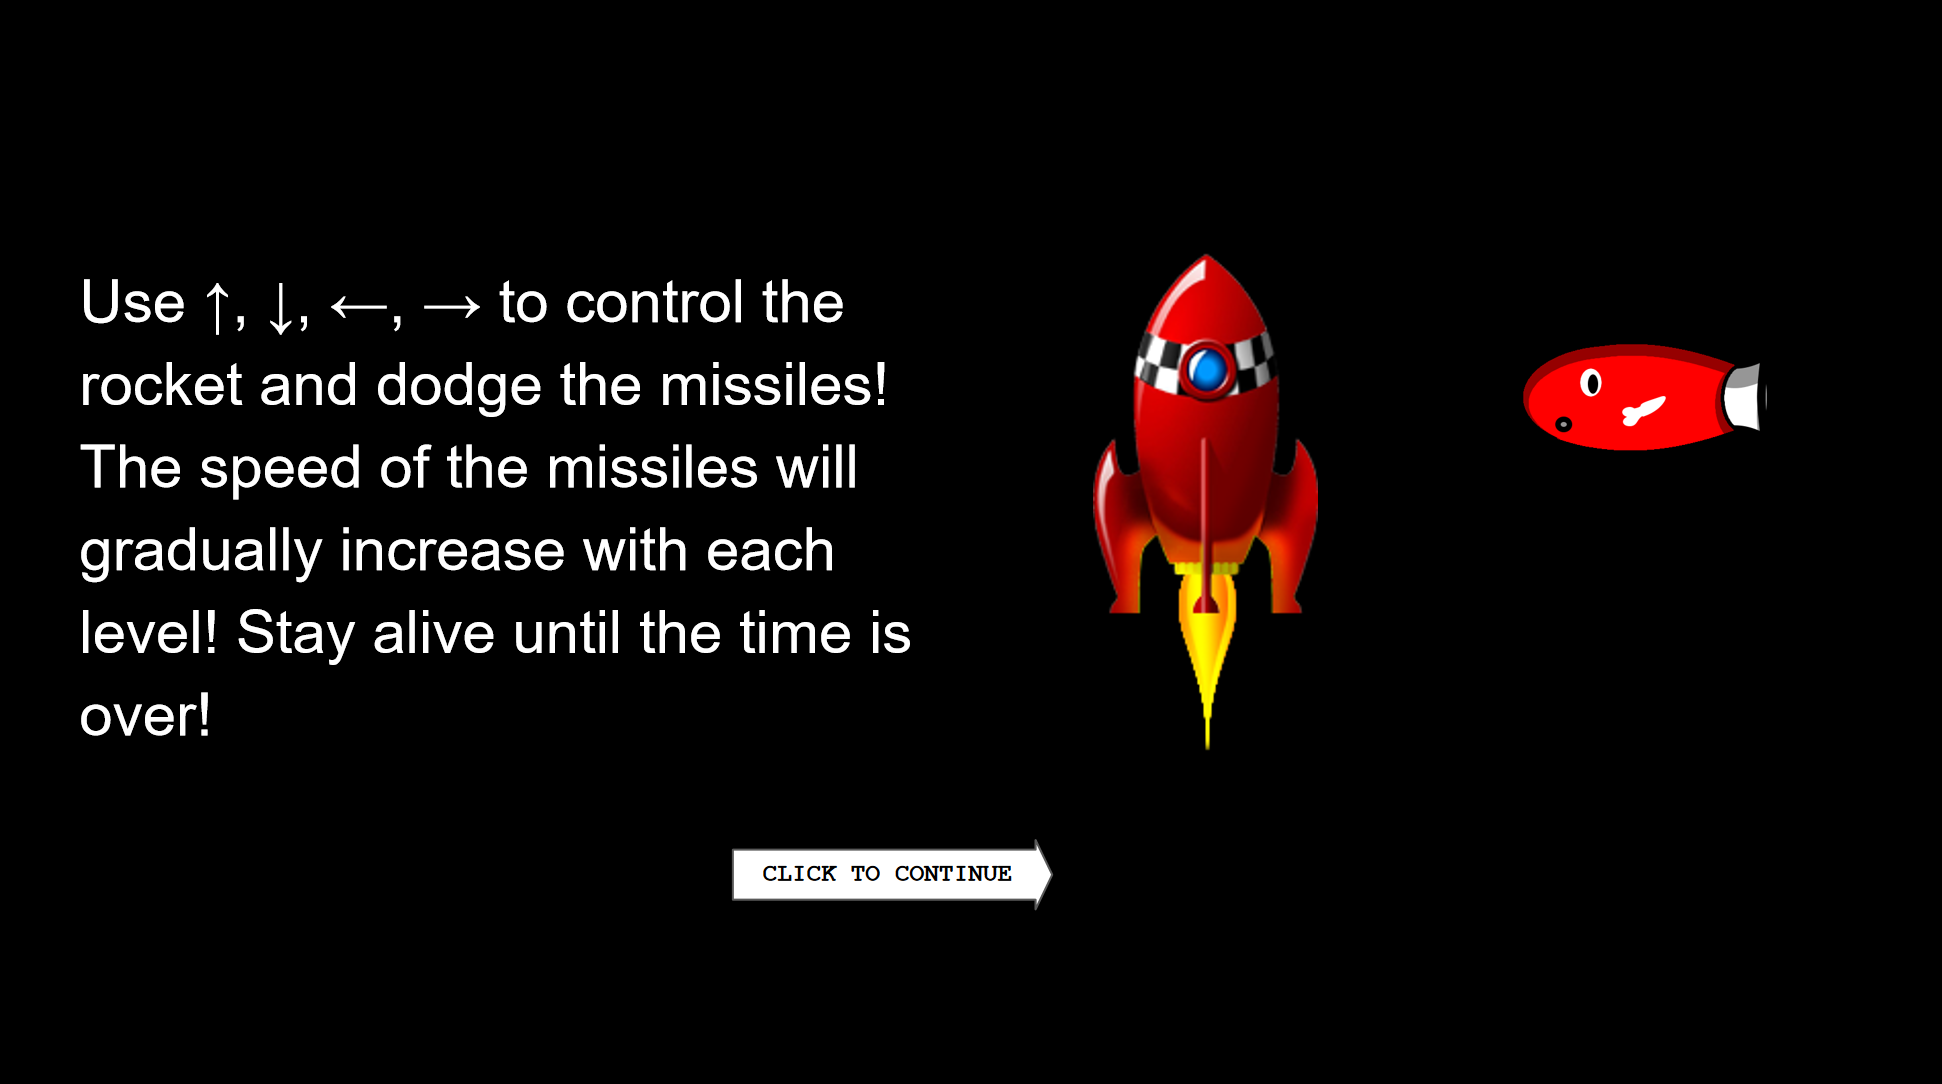 Use ↑, ↓, ←, → to control the
rocket and dodge the missiles!
The speed of the missiles will
gradually increase with each
level! Stay alive until the time is
over!
CLICK TO CONTINUE